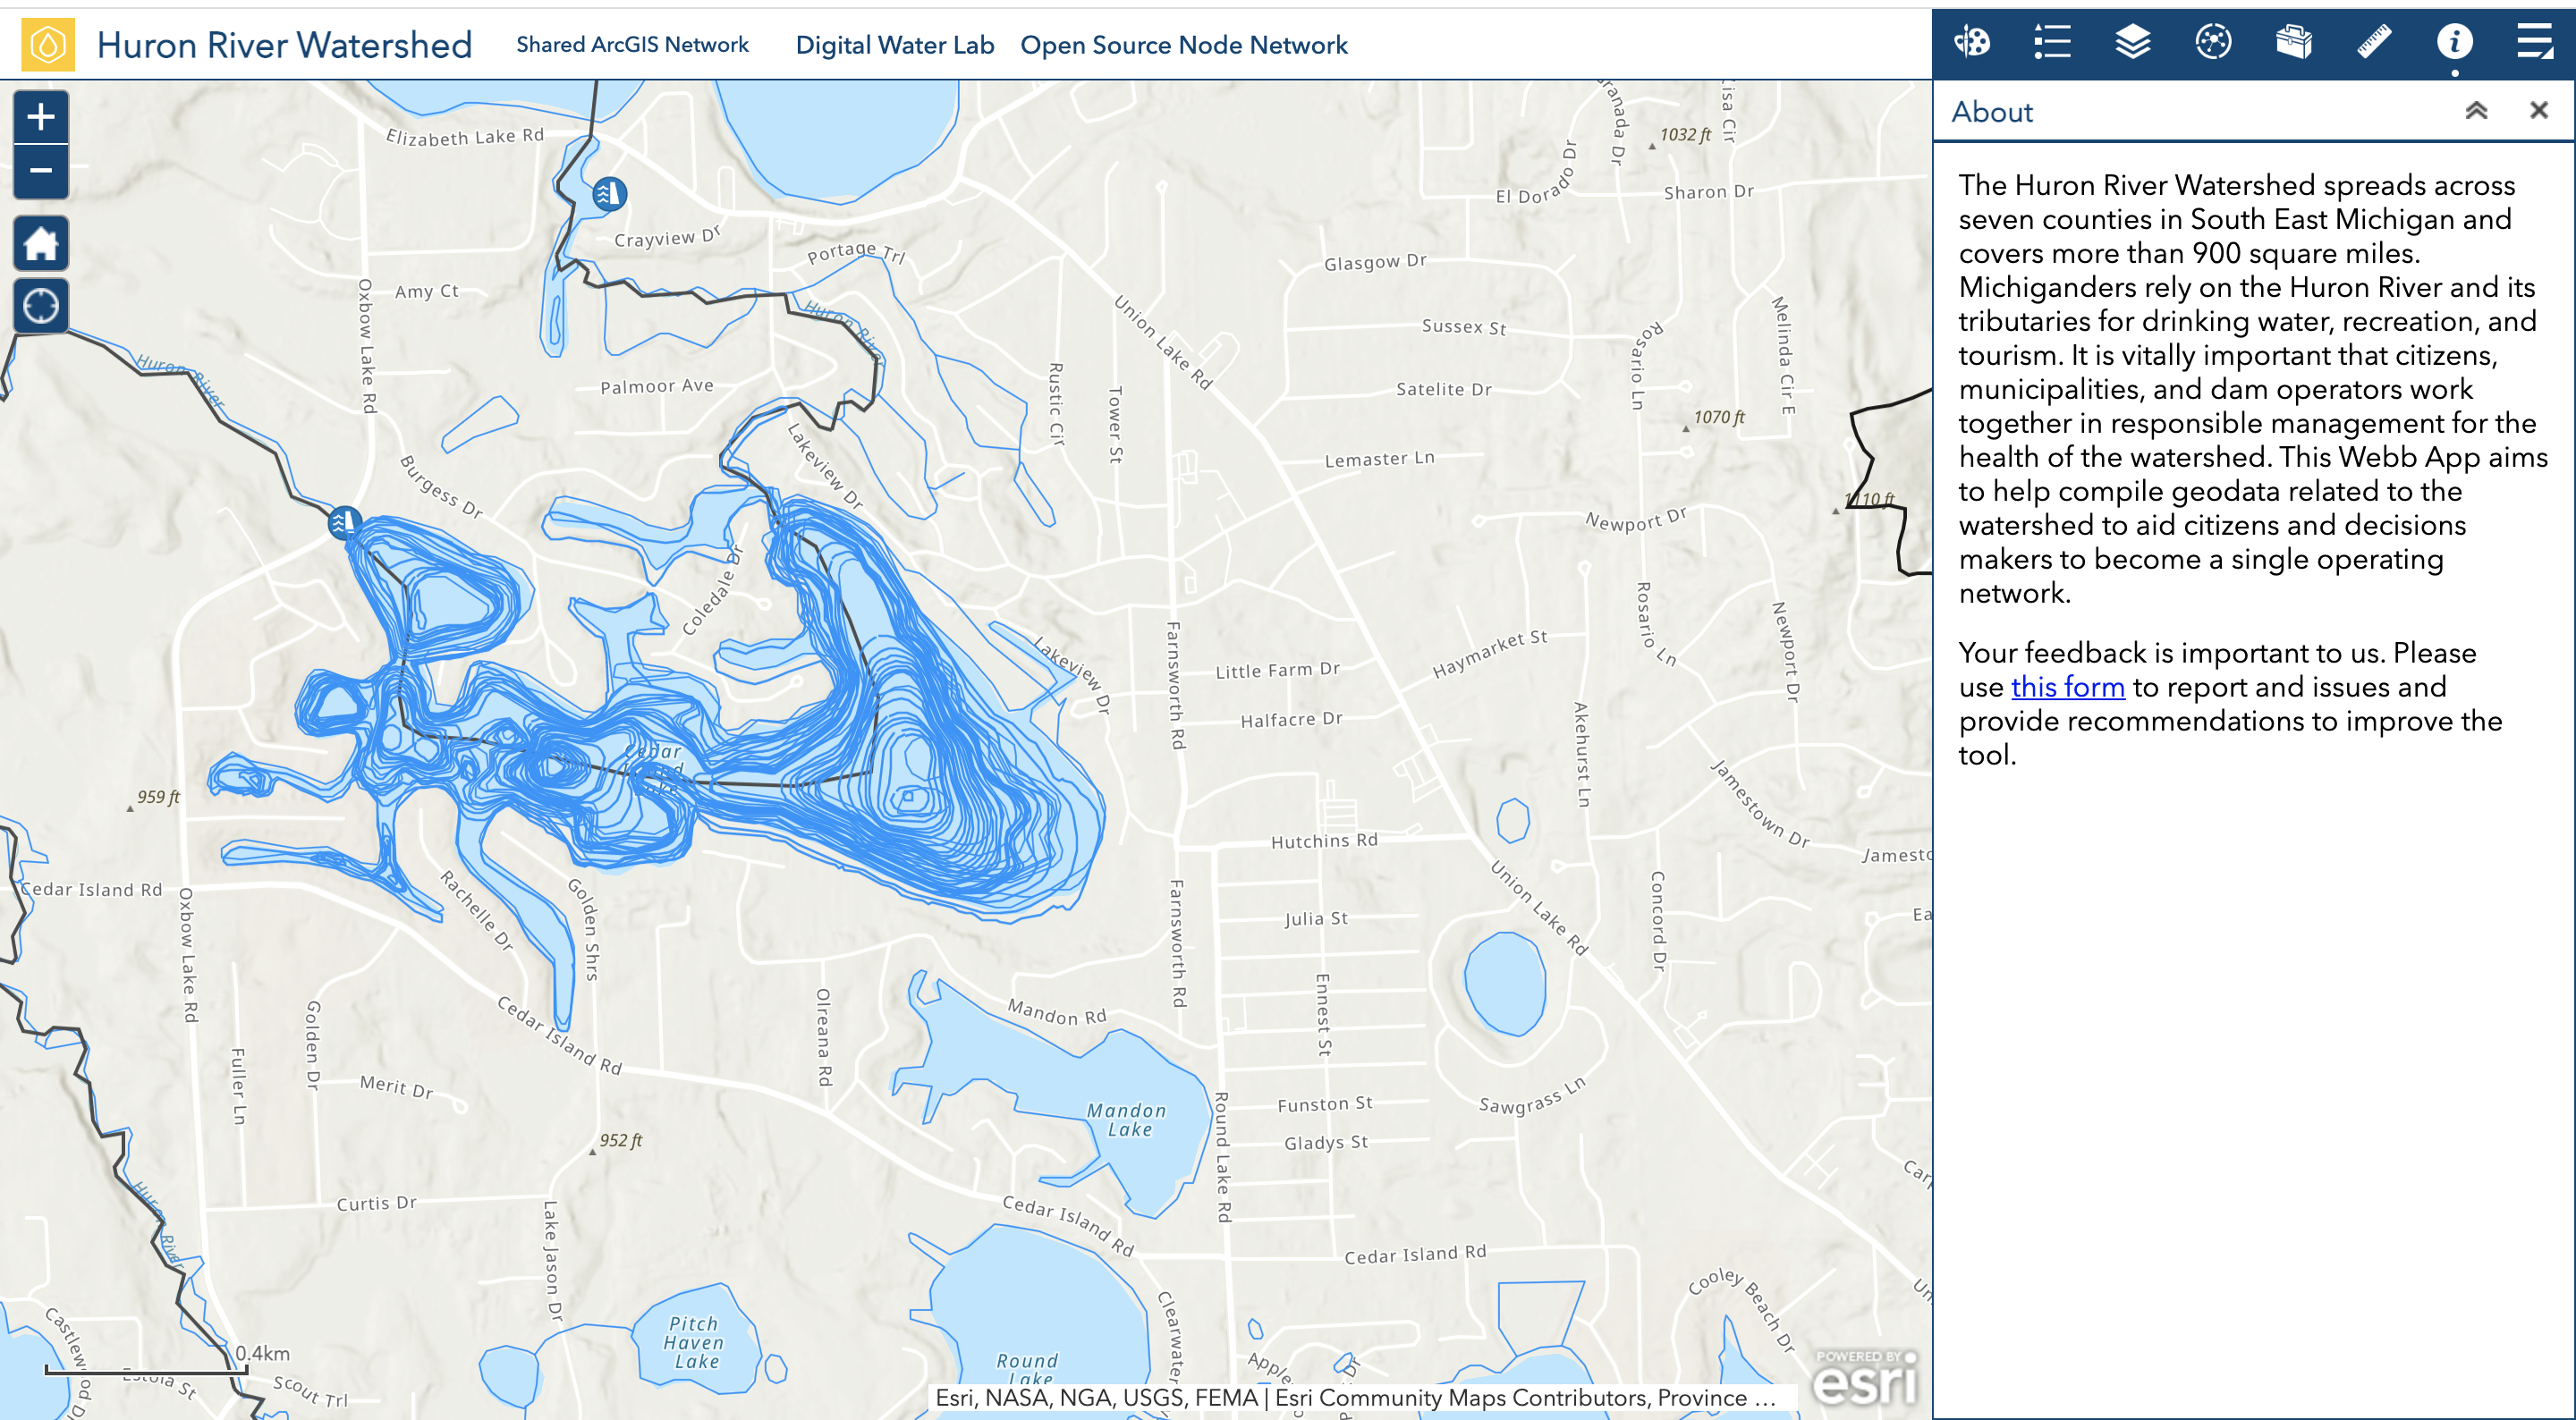 Huron River Watershed
Shared ArcGIS Network
Digital Water Lab
Open Source Node Network
About
The Huron River Watershed spreads across
seven counties in South East Michigan and
covers more than 900 square miles.
Michiganders rely on the Huron River and its
tributaries for drinking water, recreation, and
tourism. It is vitally important that citizens,
municipalities, and dam operators work
together in responsible management for the
health of the watershed. This Webb App aims
to help compile geodata related to the
watershed to aid citizens and decisions
makers to become a single operating
network.
Your feedback is important to us. Please
use this form to report and issues and
provide recommendations to improve the
tool.
Elizabeth Lake Rd
1032 ft
El Dorado Dr
Sharon Dr
Crayview Dr
Portage Trl
Glasgow Dr
Amy Ct
Oxbow Lake Rd
Huron River
Union Lake Rd
Sussex St
Rosario Ln
Melinda Cir E
Huron River
Palmoor Ave
Rustic Cir
Tower St
Satelite Dr
1070 ft
Lakeview Dr
Burgess Dr
Lemaster Ln
1110 ft
Newport Dr
Coledale Dr
Rosario Ln
Newport Dr
Lakeview Dr
Farnsworth Rd
Little Farm Dr
Haymarket St
Halfacre Dr
Akehurst Ln
Cedar
959 ft
Jamestown Dr
Hutchins Rd
Cedar Island Rd
Oxbow Lake Rd
Rachelle Dr
Golden Shrs
Farnsworth Rd
Julia St
Union Lake Rd
Concord Dr
Ennest St
Mandon Rd
Olreana Rd
Cedar Island Rd
Golden Dr
Fuller Ln
Merit Dr
Mandon
Lake
Funston St
Sawgrass Ln
Gladys St
Round Lake Rd
952 ft
Huron River
Curtis Dr
Lake Jason Dr
Cedar Island Rd
Cedar Island Rd
Cooley Beach Dr
Clearwater
Pitch
Haven
Lake
Round
Lake
0.4km
Scout Trl
POWERED BY
esri
Esri, NASA, NGA, USGS, FEMA | Esri Community Maps Contributors, Province …